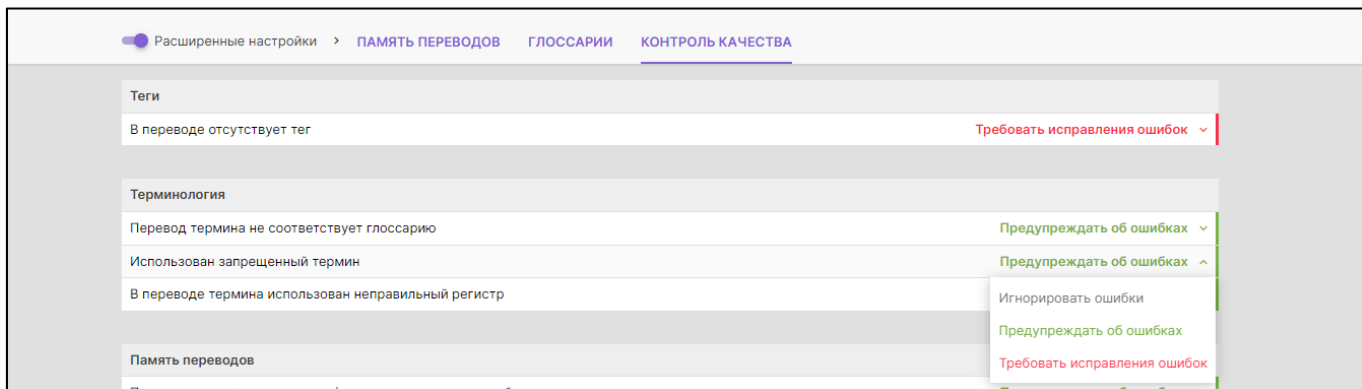 Расширенные настройки > ПАМЯТЬ ПЕРЕВОДОВ ГЛОССАРИИ КОНТРОЛЬ КАЧЕСТВА
Теги
В переводе отсутствует тег Требовать исправления ошибок
Терминология
Перевод термина не соответствует глоссарию Предупреждать об ошибках
Использован запрещенный термин Предупреждать об ошибках
В переводе термина использован неправильный регистр
Игнорировать ошибки
Предупреждать об ошибках
Память переводов
Требовать исправления ошибок